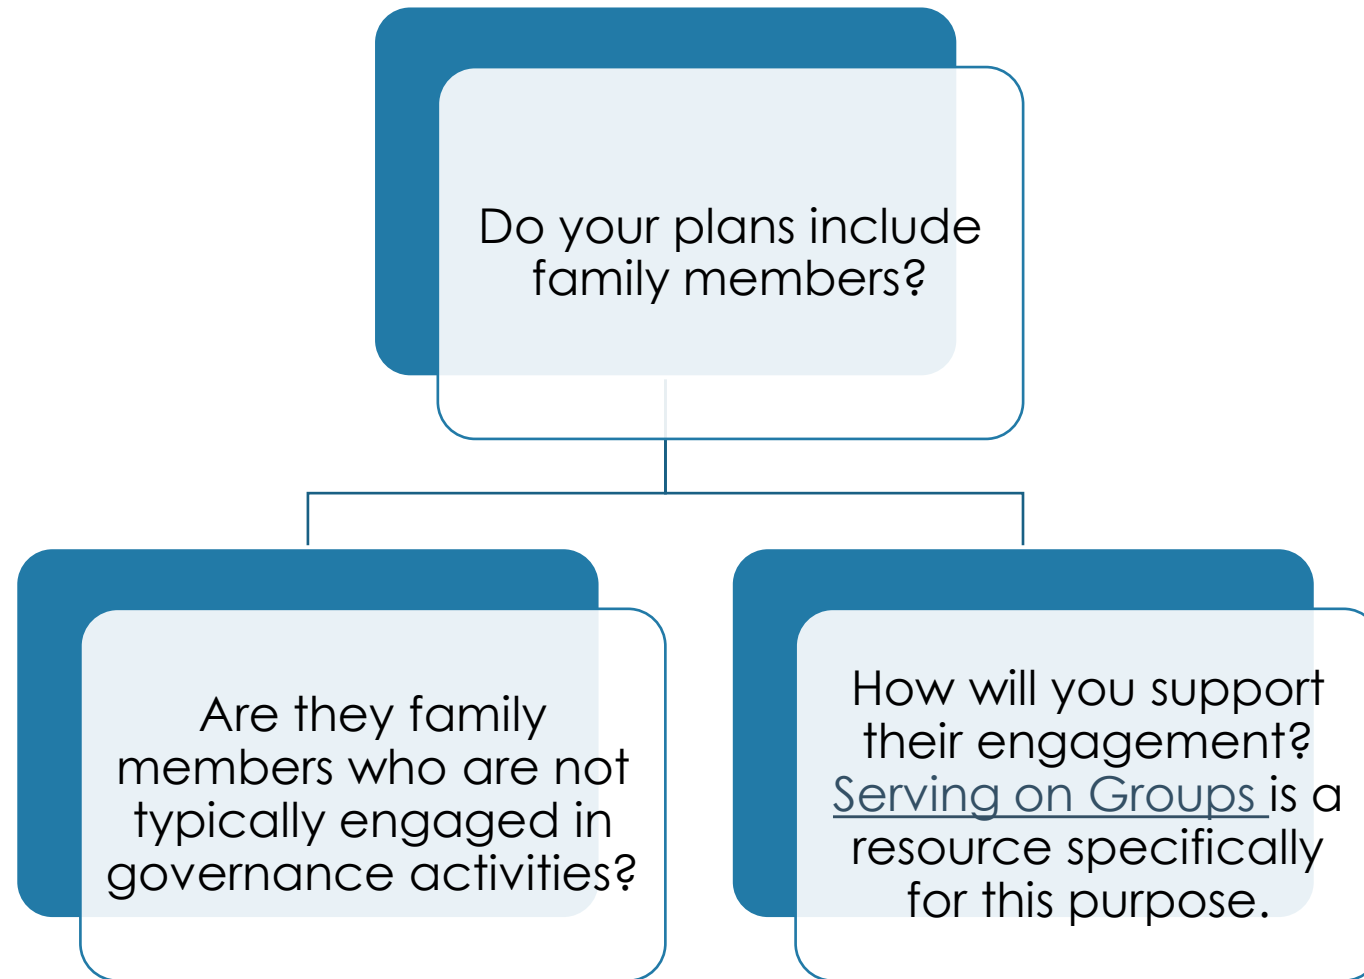 Do your plans include
family members?
Are they family
members who are not
typically engaged in
governance activities?
How will you support
their engagement?
Serving on Groups is a
resource specifically
for this purpose.